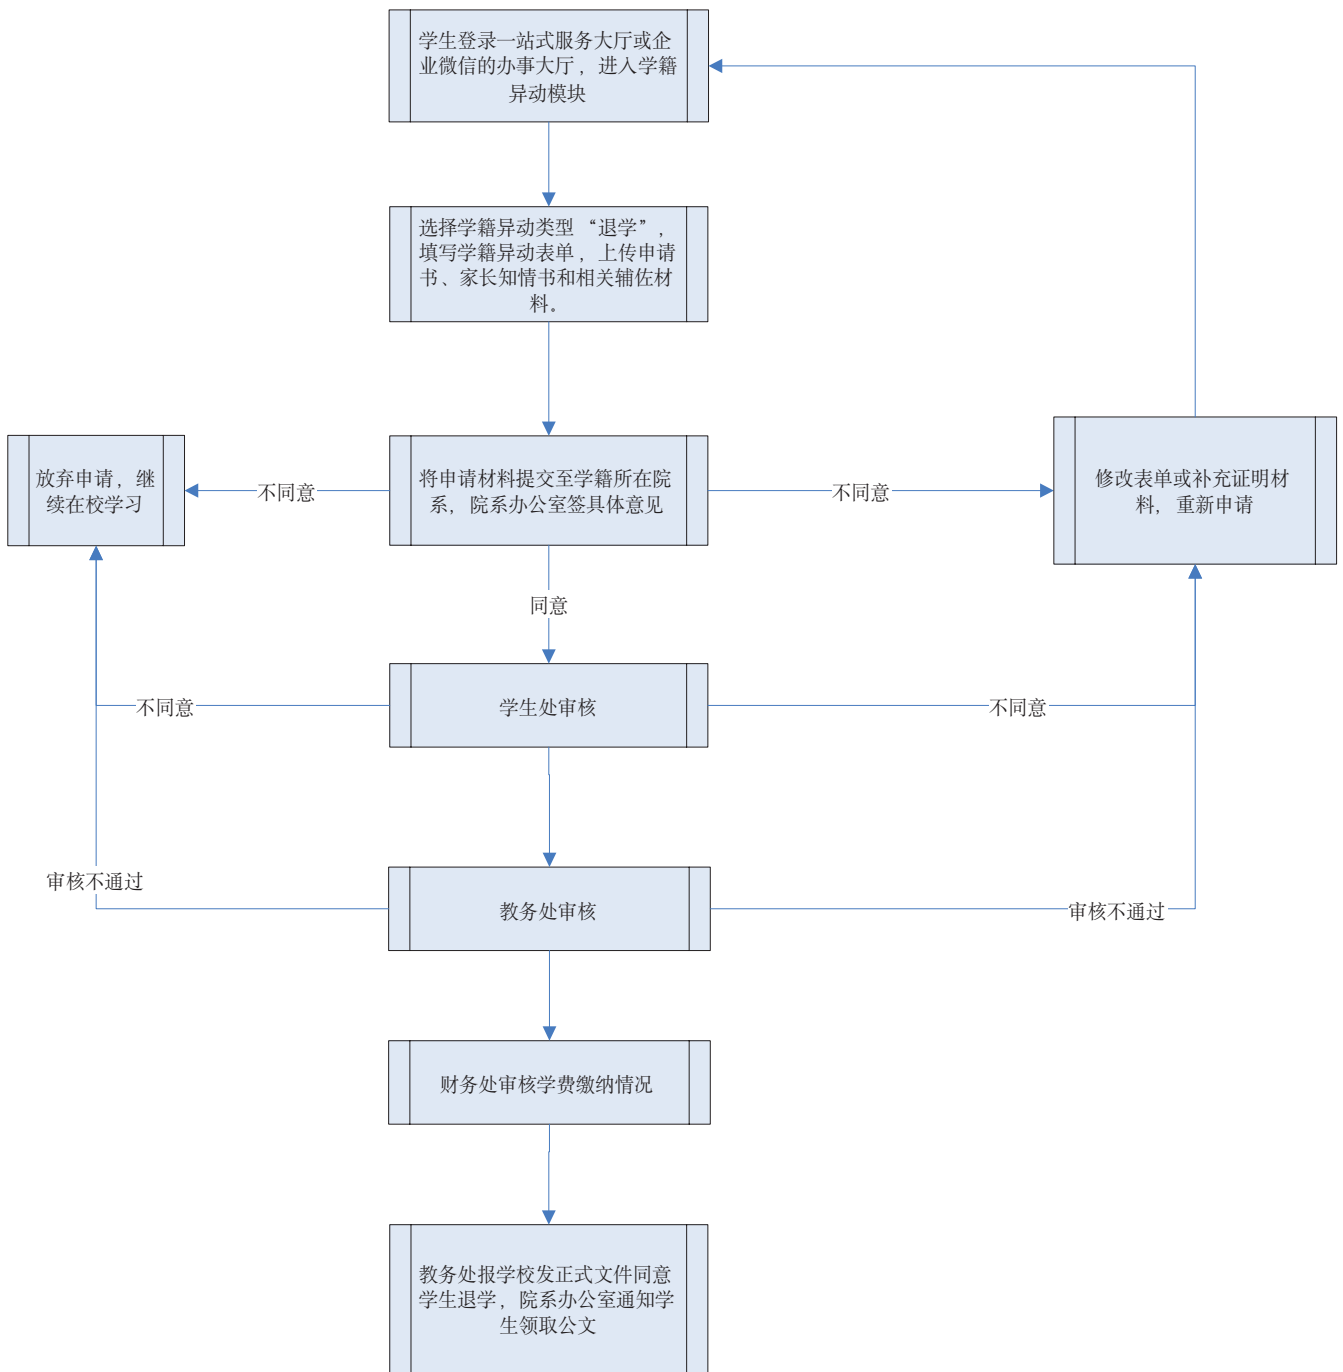 学生登录一站式服务大厅或企
业微信的办事大厅，进入学籍
异动模块
选择学籍异动类型“退学”，
填写学籍异动表单，上传申请
书、家长知情书和相关辅佐材
料。
放弃申请，继
续在校学习
不同意
将申请材料提交至学籍所在院
系，院系办公室签具体意见
不同意
修改表单或补充证明材
料，重新申请
同意
不同意
学生处审核
不同意
审核不通过
教务处审核
审核不通过
财务处审核学费缴纳情况
教务处报学校发正式文件同意
学生退学，院系办公室通知学
生领取公文